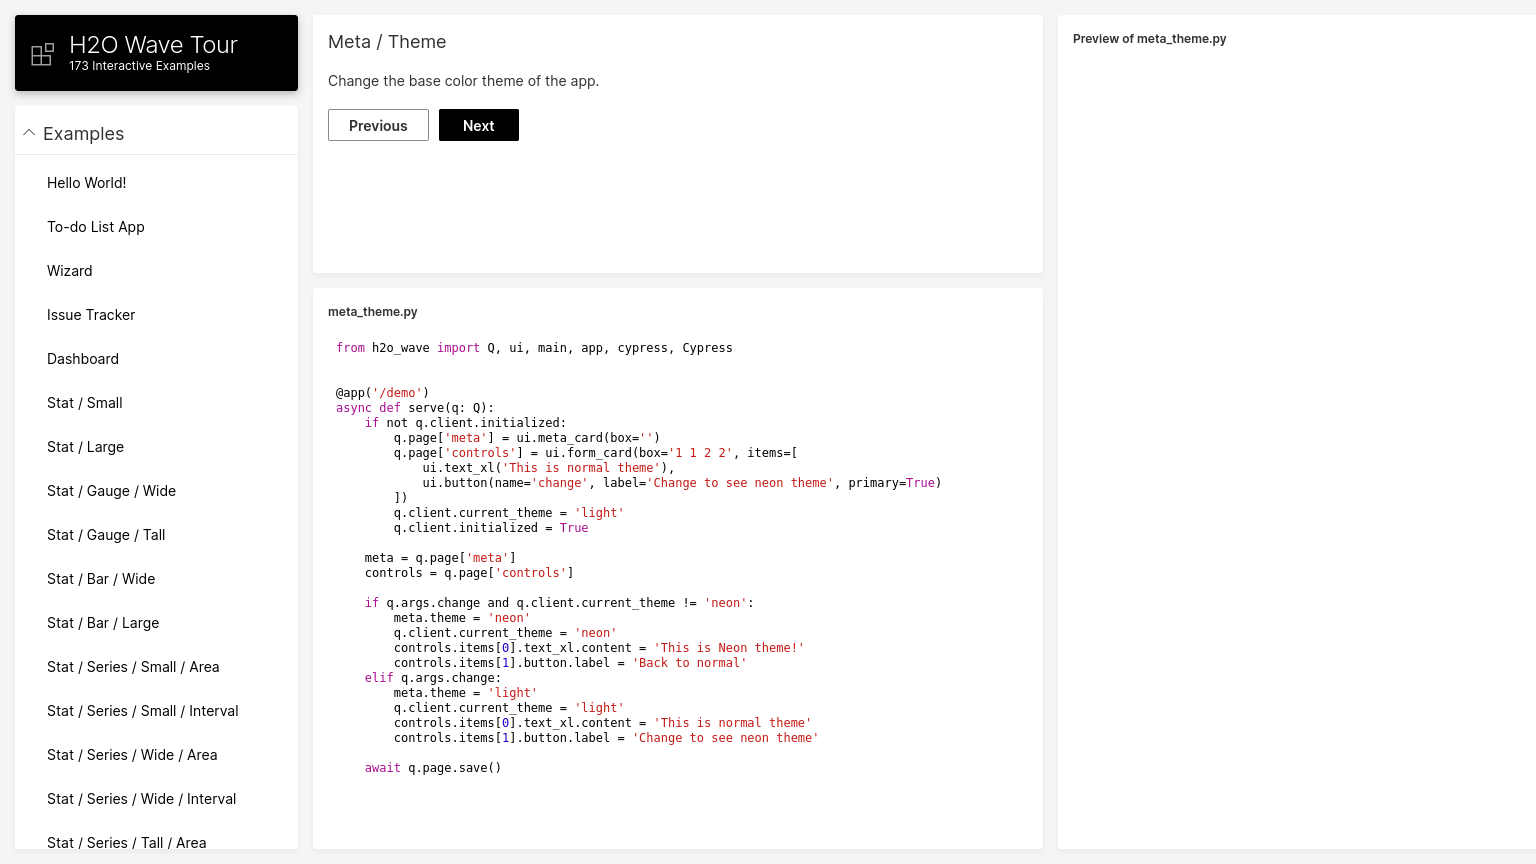 H2O Wave Tour
173 Interactive Examples
Examples
Hello World!
To-do List App
Wizard
Issue Tracker
Dashboard
Stat / Small
Stat / Large
Stat / Gauge / Wide
Stat / Gauge / Tall
Stat / Bar / Wide
Stat / Bar / Large
Stat / Series / Small / Area
Stat / Series / Small / Interval
Stat / Series / Wide / Area
Stat / Series / Wide / Interval
Stat / Series / Tall / Area
Meta / Theme
Change the base color theme of the app.
Previous Next
meta_theme.py
from h2o_wave import Q, ui, main, app, cypress, Cypress
@app('/demo')
async def serve(q: Q):
    if not q.client.initialized:
        q.page['meta'] = ui.meta_card(box='')
        q.page['controls'] = ui.form_card(box='1 1 2 2', items=[
            ui.text_xl('This is normal theme'),
            ui.button(name='change', label='Change to see neon theme', primary=True)
        ])
        q.client.current_theme = 'light'
        q.client.initialized = True
    meta = q.page['meta']
    controls = q.page['controls']
    if q.args.change and q.client.current_theme != 'neon':
        meta.theme = 'neon'
        q.client.current_theme = 'neon'
        controls.items[0].text_xl.content = 'This is Neon theme!'
        controls.items[1].button.label = 'Back to normal'
    elif q.args.change:
        meta.theme = 'light'
        q.client.current_theme = 'light'
        controls.items[0].text_xl.content = 'This is normal theme'
        controls.items[1].button.label = 'Change to see neon theme'
    await q.page.save()
Preview of meta_theme.py